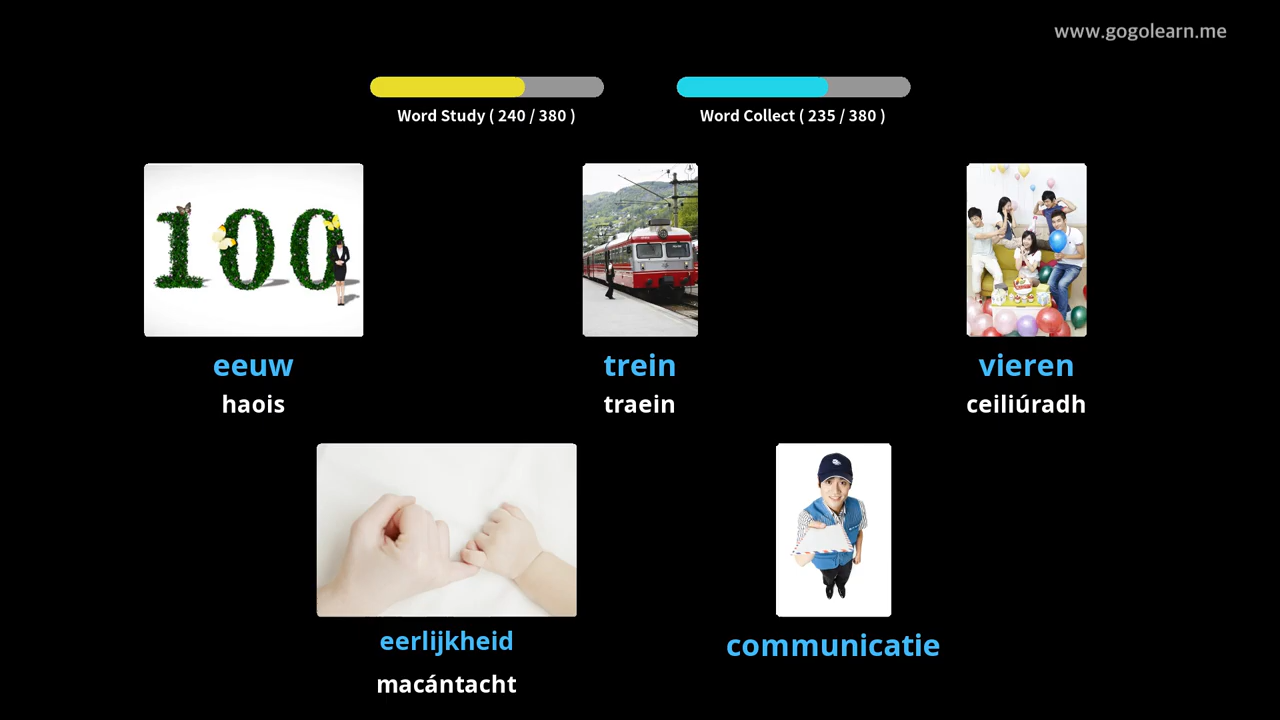 www.gogolearn.me
Word Study ( 240 / 380 )
Word Collect ( 235 / 380 )
100
eeuw
trein
vieren
haois
traein
ceiliúradh
eerlijkheid
communicatie
macántacht